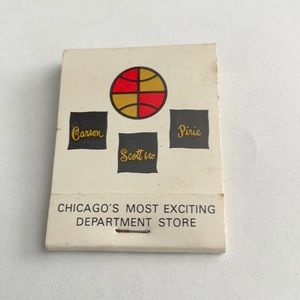 Carson
Pirie
Scott &co
CHICAGO'S MOST EXCITING
DEPARTMENT STORE